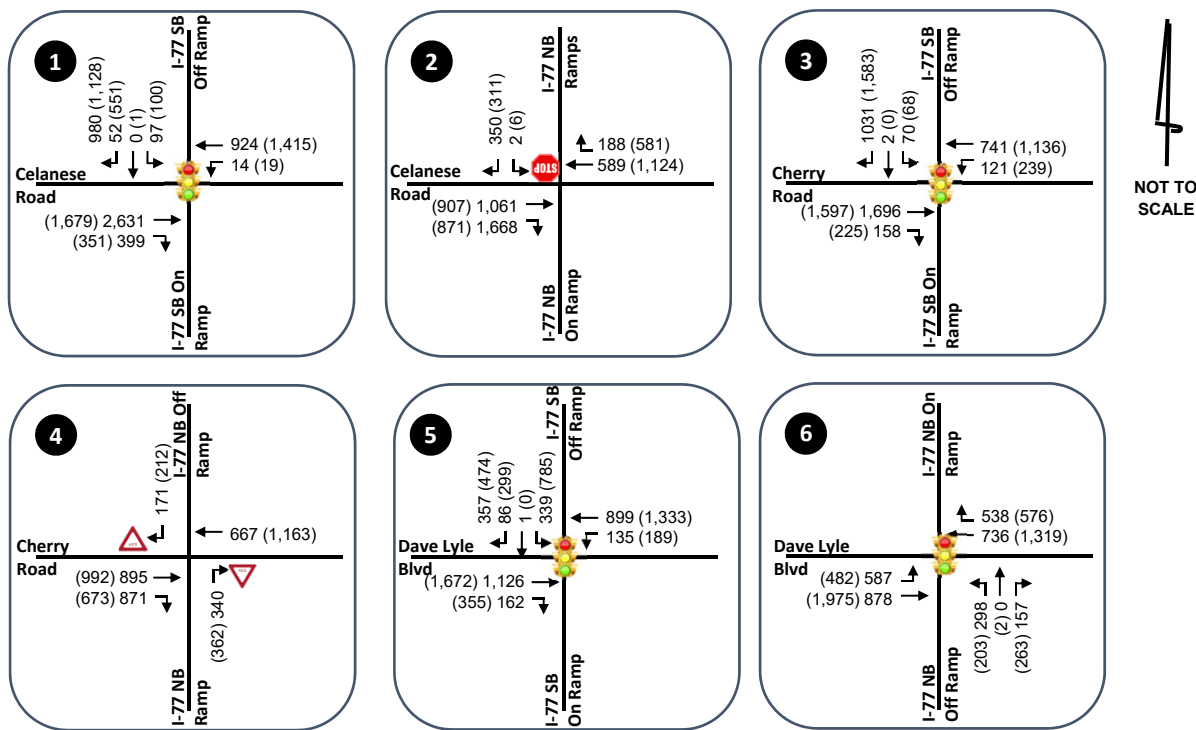 1
I-77 SB
Off Ramp
980 (1,128)
52 (551)
0 (1)
97 (100)
924 (1,415)
14 (19)
Celanese
Road
(1,679) 2,631
(351) 399
I-77 SB On
Ramp
2
I-77 NB
Ramps
350 (311)
2 (6)
188 (581)
589 (1,124)
STOP
Celanese
Road
(907) 1,061
(871) 1,668
I-77 NB
On Ramp
3
I-77 SB
Off Ramp
1031 (1,583)
2 (0)
70 (68)
741 (1,136)
121 (239)
Cherry
Road
(1,597) 1,696
(225) 158
I-77 SB On
Ramp
NOT TO
SCALE
4
I-77 NB Off
Ramp
171 (212)
667 (1,163)
Cherry
Road
(992) 895
(673) 871
(362) 340
I-77 NB
Ramp
5
I-77 SB
Off Ramp
357 (474)
86 (299)
1 (0)
339 (785)
899 (1,333)
135 (189)
Dave Lyle
Blvd
(1,672) 1,126
(355) 162
I-77 SB
On Ramp
6
I-77 NB On
Ramp
538 (576)
736 (1,319)
Dave Lyle
Blvd
(482) 587
(1,975) 878
(203) 298
(2) 0
(263) 157
I-77 NB
Off Ramp